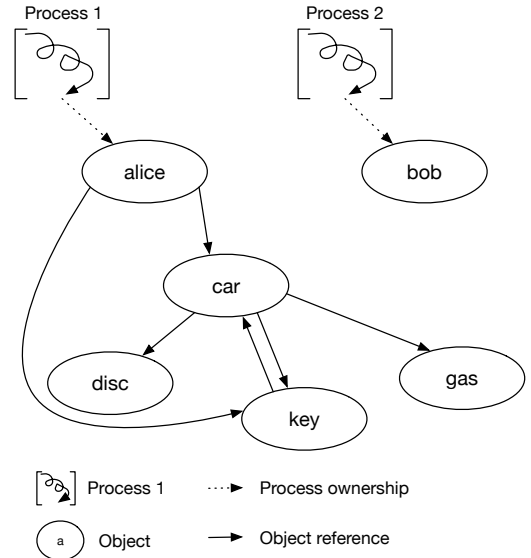 Process 1
Process 2
alice
bob
car
disc
gas
key
Process 1
Process ownership
a
Object
Object reference